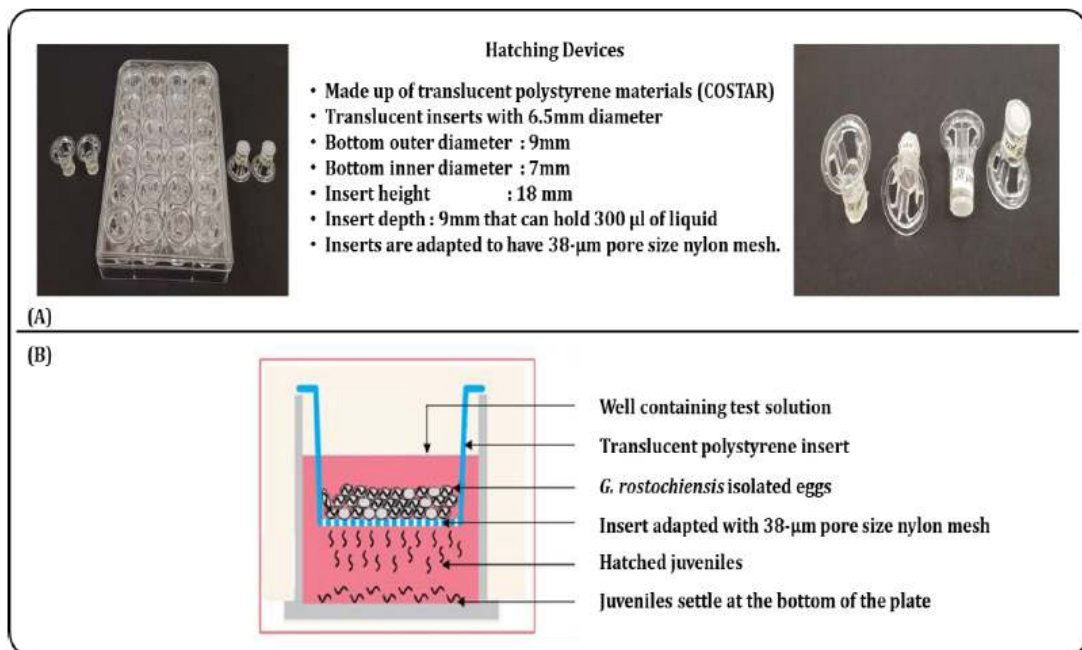 Hatching Devices
• Made up of translucent polystyrene materials (COSTAR)
• Translucent inserts with 6.5mm diameter
• Bottom outer diameter : 9mm
• Bottom inner diameter : 7mm
• Insert height : 18 mm
• Insert depth : 9mm that can hold 300 µl of liquid
• Inserts are adapted to have 38-µm pore size nylon mesh.
(A)
(B)
Well containing test solution
Translucent polystyrene insert
G. rostochiensis isolated eggs
Insert adapted with 38-µm pore size nylon mesh
Hatched juveniles
Juveniles settle at the bottom of the plate